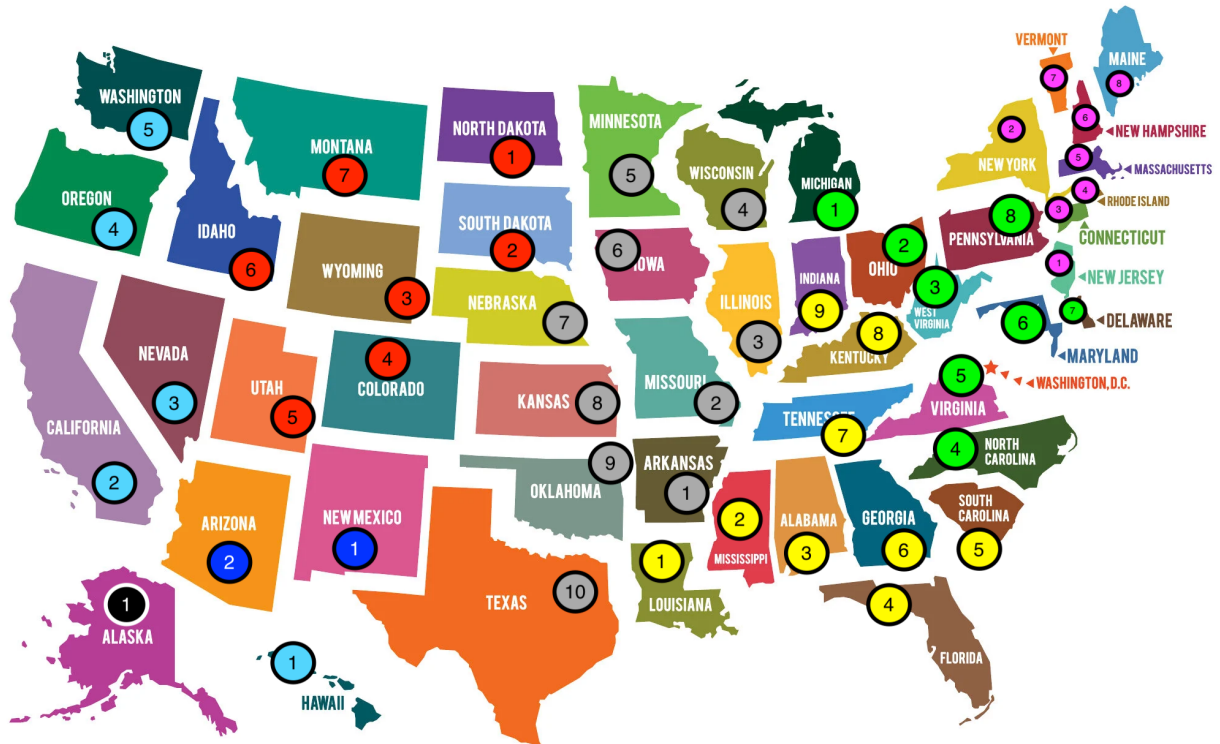 VERMONT
MAINE
7
8
WASHINGTON
5
MONTANA
7
NORTH DAKOTA
1
MINNESOTA
5
WISCONSIN
4
MICHIGAN
1
2
NEW YORK
6
NEW HAMPSHIRE
5
MASSACHUSETTS
OREGON
4
IDAHO
6
WYOMING
3
SOUTH DAKOTA
2
6
IOWA
2
OHIO
8
PENNSYLVANIA
3
4
RHODE ISLAND
CONNECTICUT
NEBRASKA
7
ILLINOIS
3
INDIANA
9
3
WEST
VIRGINIA
1
NEW JERSEY
7
DELAWARE
6
MARYLAND
8
KENTUCKY
NEVADA
3
UTAH
5
4
COLORADO
KANSAS
8
MISSOURI
2
5
VIRGINIA
WASHINGTON, D.C.
CALIFORNIA
2
TENNESSEE
7
4
NORTH
CAROLINA
ARIZONA
2
NEW MEXICO
1
9
OKLAHOMA
ARKANSAS
1
2
MISSISSIPPI
ALABAMA
3
GEORGIA
6
SOUTH
CAROLINA
5
1
ALASKA
1
HAWAII
TEXAS
10
1
LOUISIANA
4
FLORIDA